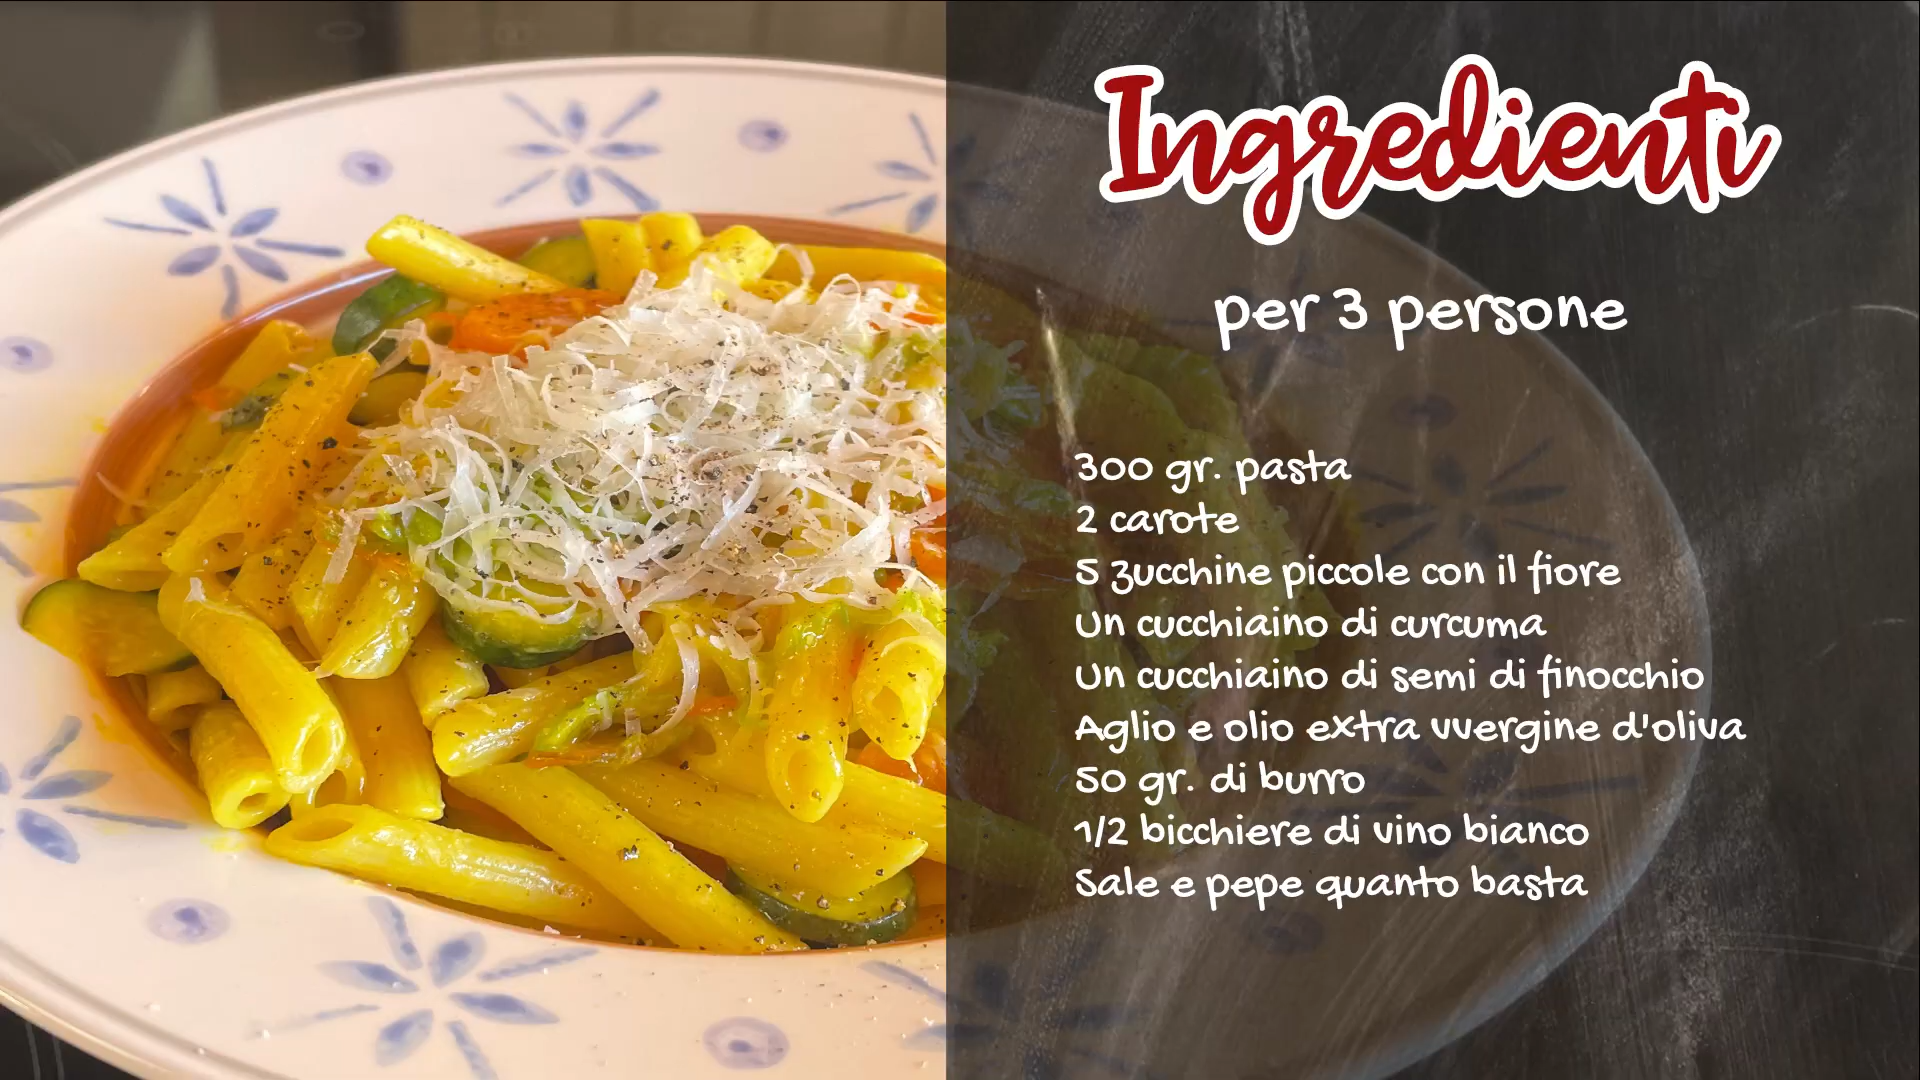 Ingredienti
per 3 persone
300 gr. pasta
2 carote
5 zucchine piccole con il fiore
Un cucchiaino di curcuma
Un cucchiaino di semi di finocchio
Aglio e olio extra vvergine d'oliva
50 gr. di burro
1/2 bicchiere di vino bianco
Sale e pepe quanto basta